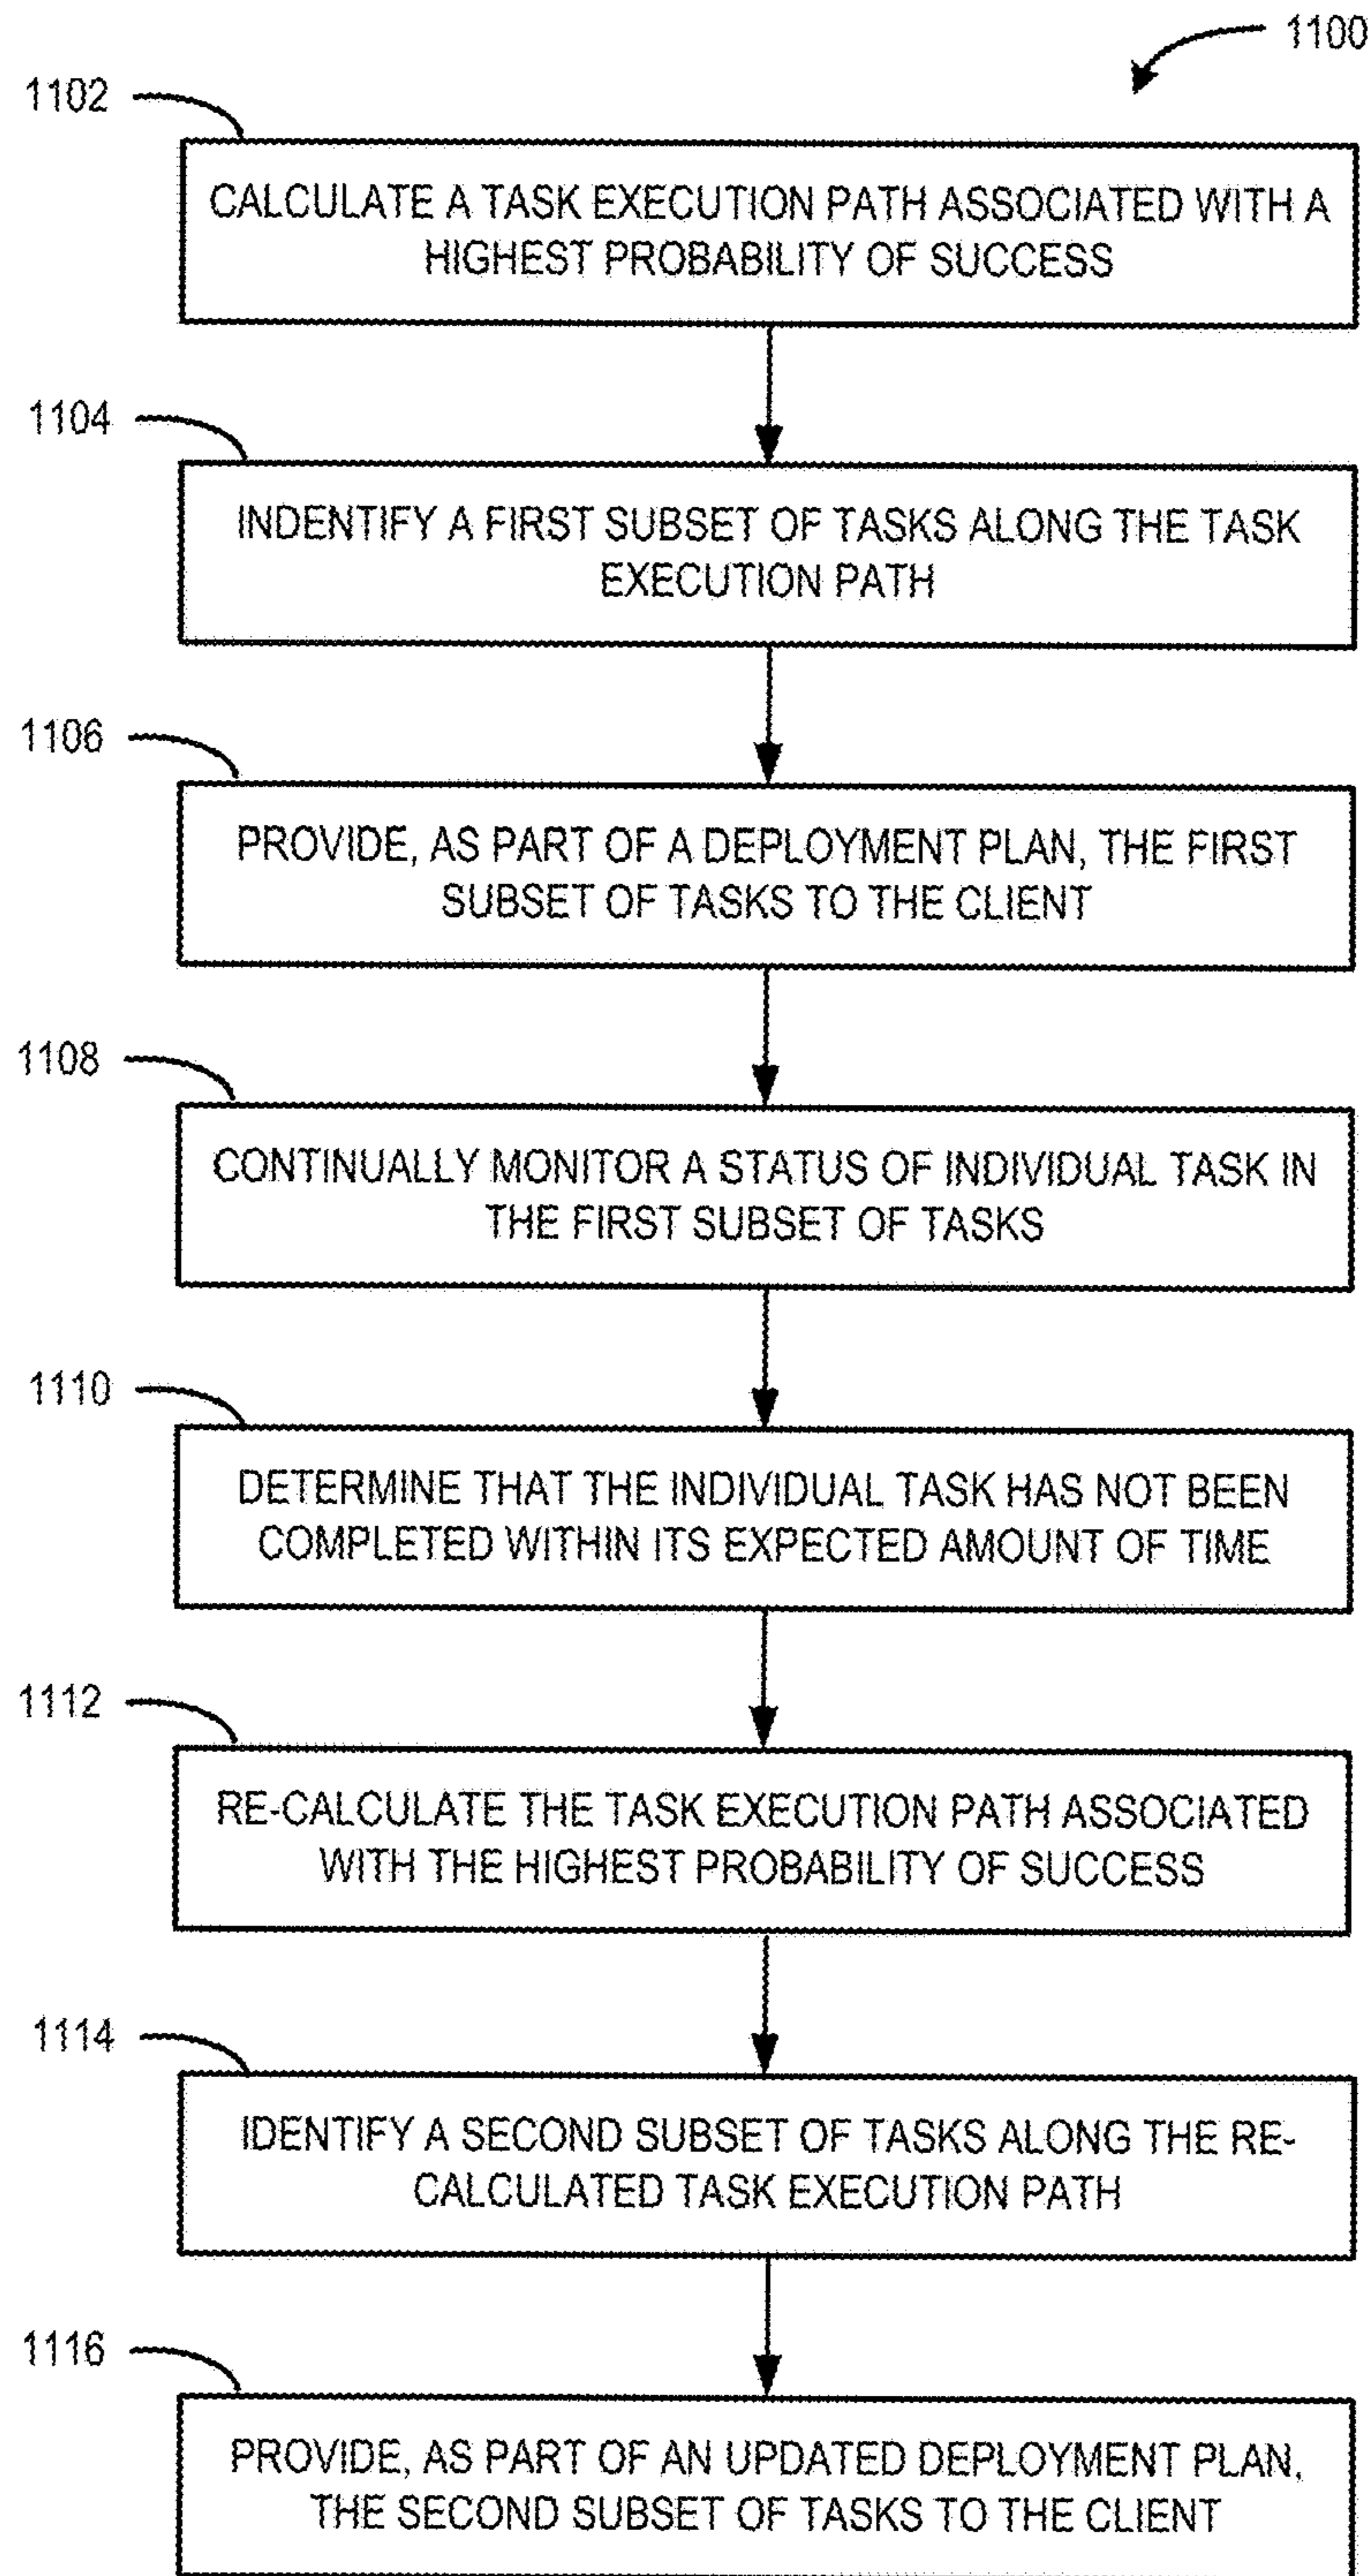 1100
1102
CALCULATE A TASK EXECUTION PATH ASSOCIATED WITH A
HIGHEST PROBABILITY OF SUCCESS
1104
INDENTIFY A FIRST SUBSET OF TASKS ALONG THE TASK
EXECUTION PATH
1106
PROVIDE, AS PART OF A DEPLOYMENT PLAN, THE FIRST
SUBSET OF TASKS TO THE CLIENT
1108
CONTINUALLY MONITOR A STATUS OF INDIVIDUAL TASK IN
THE FIRST SUBSET OF TASKS
1110
DETERMINE THAT THE INDIVIDUAL TASK HAS NOT BEEN
COMPLETED WITHIN ITS EXPECTED AMOUNT OF TIME
1112
RE-CALCULATE THE TASK EXECUTION PATH ASSOCIATED
WITH THE HIGHEST PROBABILITY OF SUCCESS
1114
IDENTIFY A SECOND SUBSET OF TASKS ALONG THE RE-
CALCULATED TASK EXECUTION PATH
1116
PROVIDE, AS PART OF AN UPDATED DEPLOYMENT PLAN,
THE SECOND SUBSET OF TASKS TO THE CLIENT